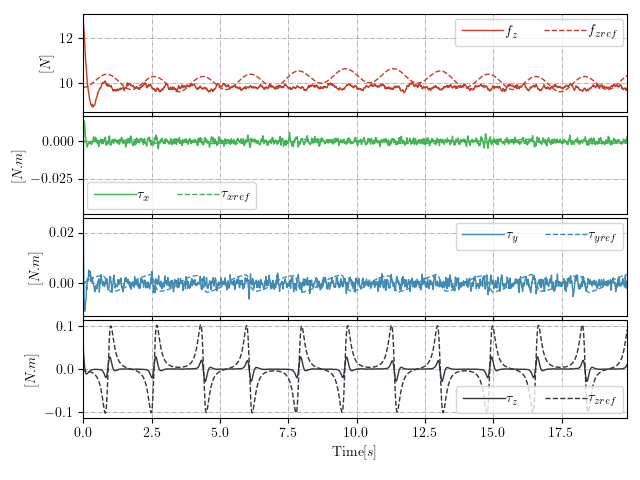 12
10
[N]
f_z f_zref
0.000
−0.025
[N.m]
τ_x τ_xref
0.02
0.00
[N.m]
τ_y τ_yref
0.1
0.0
−0.1
[N.m]
τ_z τ_zref
0.0 2.5 5.0 7.5 10.0 12.5 15.0 17.5
Time[s]